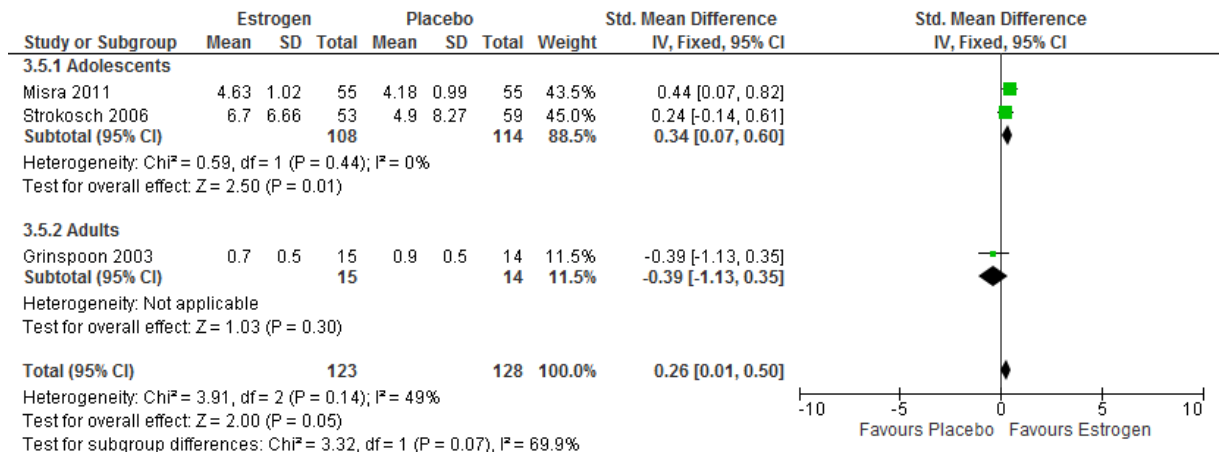 Estrogen Placebo Std. Mean Difference Std. Mean Difference
Study or Subgroup Mean SD Total Mean SD Total Weight IV, Fixed, 95% CI IV, Fixed, 95% CI
3.5.1 Adolescents
Misra 2011 4.63 1.02 55 4.18 0.99 55 43.5% 0.44 [0.07, 0.82]
Strokosch 2006 6.7 6.66 53 4.9 8.27 59 45.0% 0.24 [-0.14, 0.61]
Subtotal (95% CI) 108 114 88.5% 0.34 [0.07, 0.60]
Heterogeneity: Chi² = 0.59, df = 1 (P = 0.44); I² = 0%
Test for overall effect: Z = 2.50 (P = 0.01)
3.5.2 Adults
Grinspoon 2003 0.7 0.5 15 0.9 0.5 14 11.5% -0.39 [-1.13, 0.35]
Subtotal (95% CI) 15 14 11.5% -0.39 [-1.13, 0.35]
Heterogeneity: Not applicable
Test for overall effect: Z = 1.03 (P = 0.30)
Total (95% CI) 123 128 100.0% 0.26 [0.01, 0.50]
Heterogeneity: Chi² = 3.91, df = 2 (P = 0.14); I² = 49%
Test for overall effect: Z = 2.00 (P = 0.05)
Test for subgroup differences: Chi² = 3.32, df = 1 (P = 0.07), I² = 69.9%
-10 -5 0 5 10
Favours Placebo Favours Estrogen